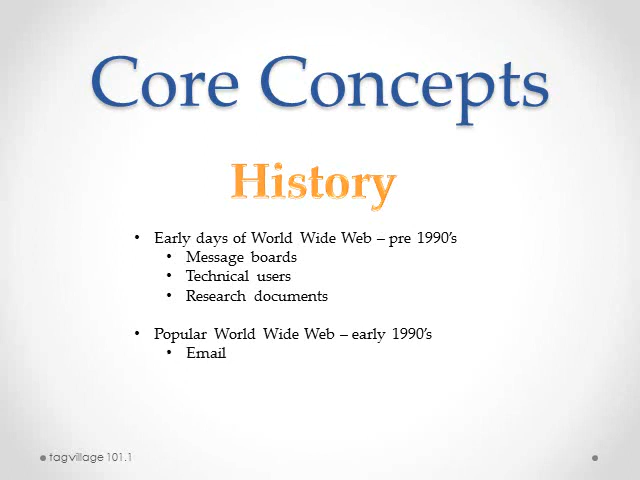 Core Concepts
History
• Early days of World Wide Web – pre 1990's
• Message boards
• Technical users
• Research documents
• Popular World Wide Web – early 1990's
• Email
tagvillage 101.1